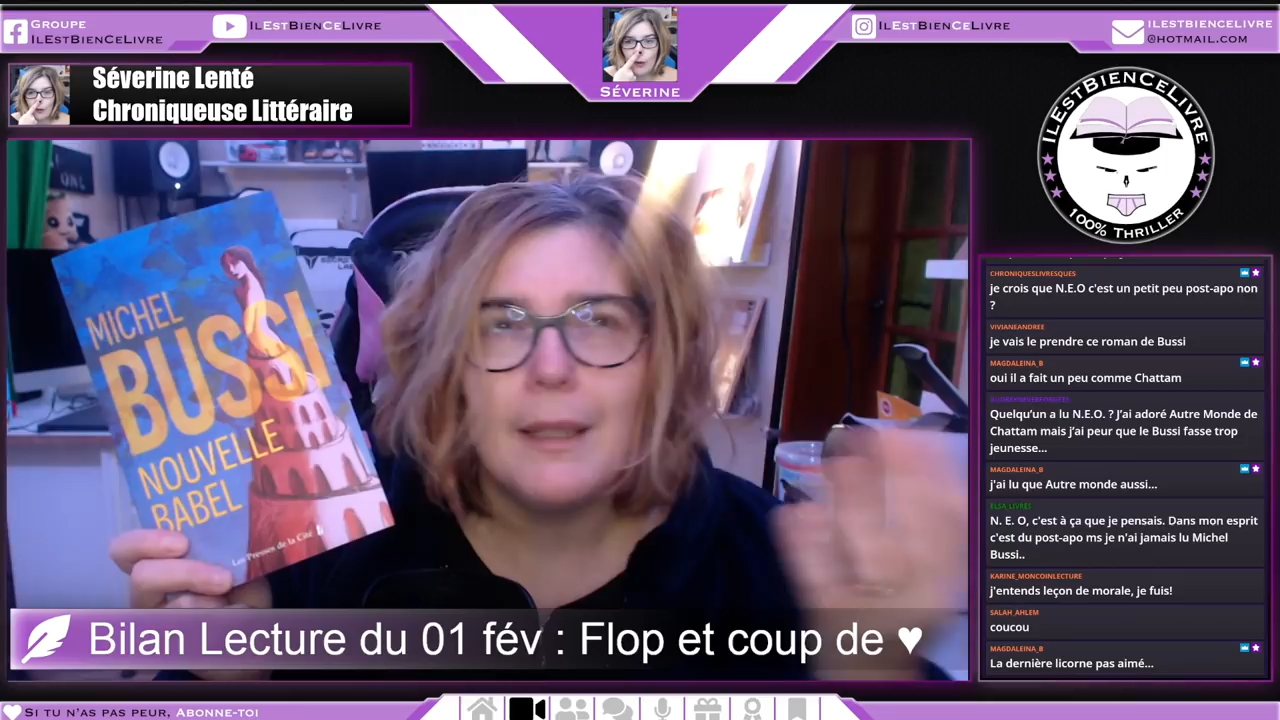 GROUPE
ILESTBIENCELIVRE
ILESTBIENCELIVRE
SÉVERINE
ILESTBIENCELIVRE
ILESTBIENCELIVRE
@HOTMAIL.COM
Séverine Lenté
Chroniqueuse Littéraire
ILESTBIENCELIVRE
100% THRILLER
MICHEL
BUSSI
NOUVELLE
BABEL
Les Presses de la Cité
CHRONIQUESLIVRESQUES
je crois que N.E.O c'est un petit peu post-apo non
?
VIVIANEANDREE
je vais le prendre ce roman de Bussi
MAGDALEINA_B
oui il a fait un peu comme Chattam
Quelqu’un a lu N.E.O. ? J’ai adoré Autre Monde de
Chattam mais j’ai peur que le Bussi fasse trop
jeunesse...
MAGDALEINA_B
j'ai lu que Autre monde aussi...
ELSA_LIVRES
N. E. O, c'est à ça que je pensais. Dans mon esprit
c'est du post-apo ms je n'ai jamais lu Michel
Bussi..
KARINE_MONCOINLECTURE
j'entends leçon de morale, je fuis!
SALAH_AHLEM
coucou
MAGDALEINA_B
La dernière licorne pas aimé...
Bilan Lecture du 01 fév : Flop et coup de ♥
SI TU N'AS PAS PEUR, ABONNE-TOI